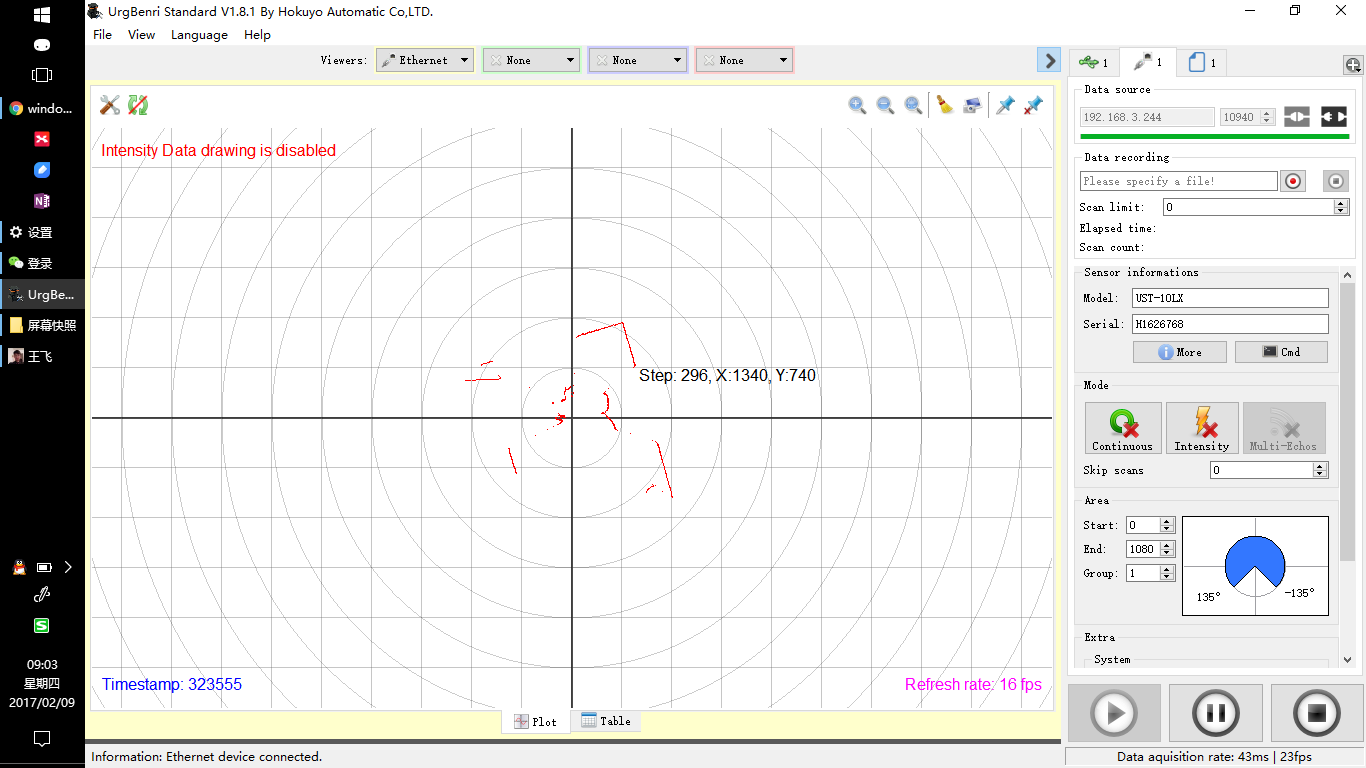 UrgBenri Standard V1.8.1 By Hokuyo Automatic Co,LTD.
File View Language Help
Viewers: Ethernet None None None
1 1 1
windo...
设置
登录
UrgBe...
屏幕快照
王飞
09:03
星期四
2017/02/09
Intensity Data drawing is disabled
Step: 296, X:1340, Y:740
Timestamp: 323555
Refresh rate: 16 fps
Plot Table
Information: Ethernet device connected.
Data source
192.168.3.244 10940
Data recording
Please specify a file!
Scan limit: 0
Elapsed time:
Scan count:
Sensor informations
Model: UST-10LX
Serial: H1626768
More Cmd
Mode
Continuous Intensity Multi-Echos
Skip scans 0
Area
Start: 0
End: 1080
Group: 1
135° -135°
Extra
System
Data aquisition rate: 43ms | 23fps